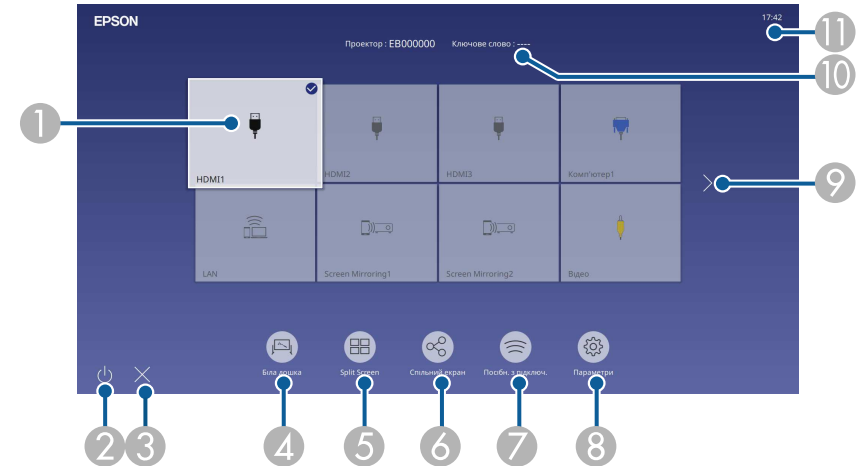 EPSON
17:42
Проектор : EB000000 Ключове слово : ----
HDMI1
HDMI2
HDMI3
Комп'ютер1
LAN
Screen Mirroring1
Screen Mirroring2
Відео
Біла дошка
Split Screen
Спільний екран
Посібн. з підключ.
Параметри
1
2
3
4
5
6
7
8
9
10
11